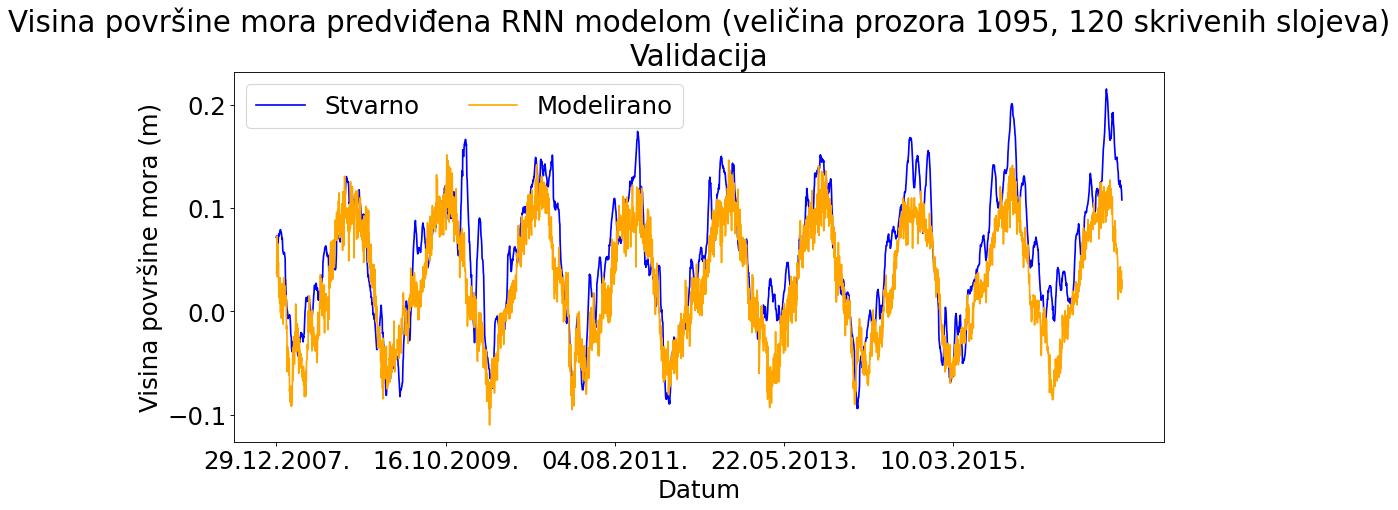 Visina površine mora predviđena RNN modelom (veličina prozora 1095, 120 skrivenih slojeva)
Validacija
Stvarno
Modelirano
Visina površine mora (m)
0.2
0.1
0.0
−0.1
29.12.2007.
16.10.2009.
04.08.2011.
22.05.2013.
10.03.2015.
Datum